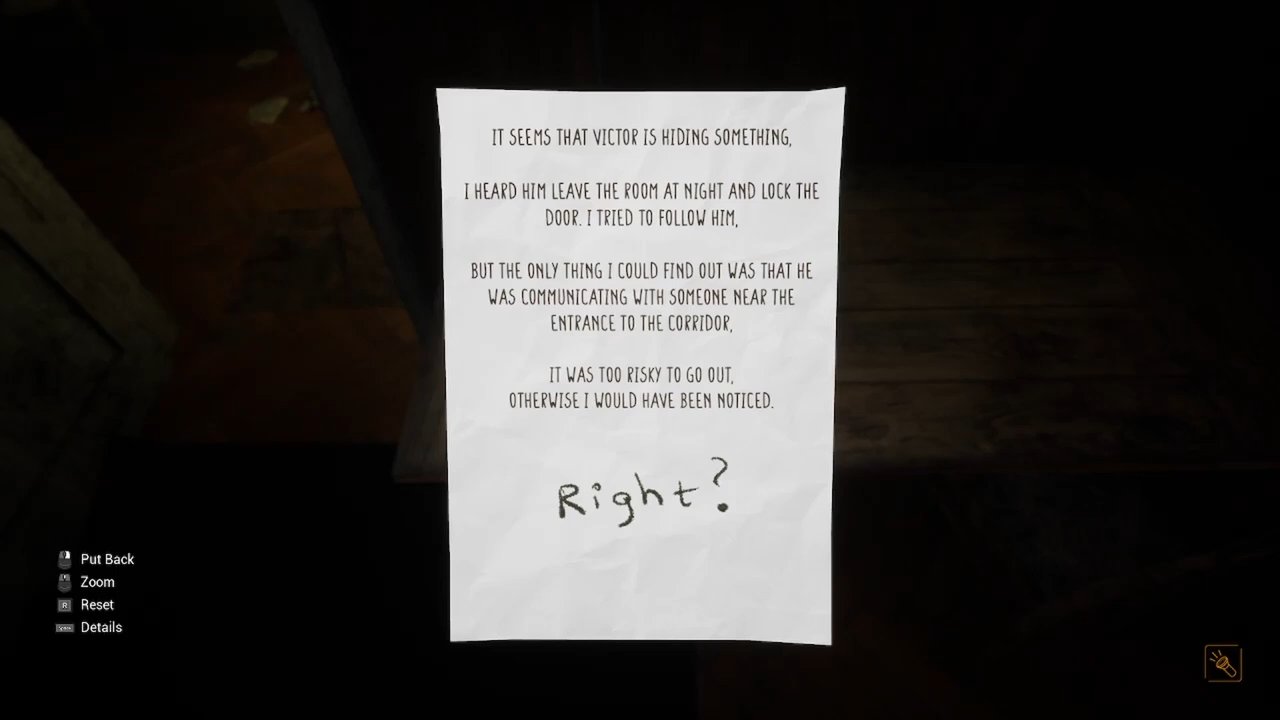 IT SEEMS THAT VICTOR IS HIDING SOMETHING,
I HEARD HIM LEAVE THE ROOM AT NIGHT AND LOCK THE
DOOR. I TRIED TO FOLLOW HIM,
BUT THE ONLY THING I COULD FIND OUT WAS THAT HE
WAS COMMUNICATING WITH SOMEONE NEAR THE
ENTRANCE TO THE CORRIDOR,
IT WAS TOO RISKY TO GO OUT,
OTHERWISE I WOULD HAVE BEEN NOTICED.
Right?
Put Back
Zoom
R Reset
Space Details